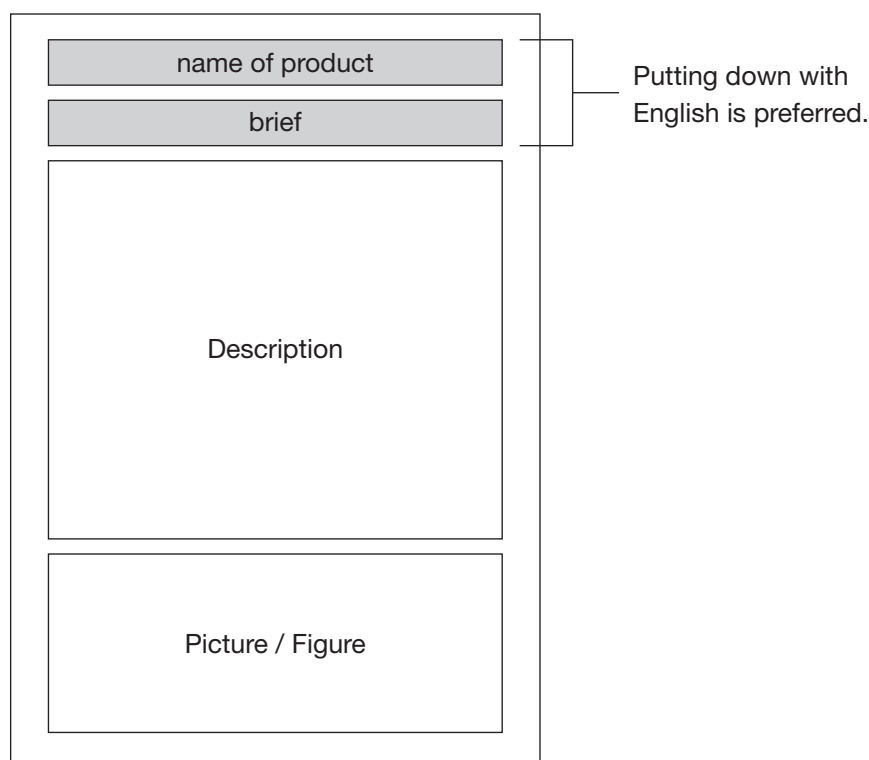 name of product
brief
Putting down with
English is preferred.
Description
Picture / Figure